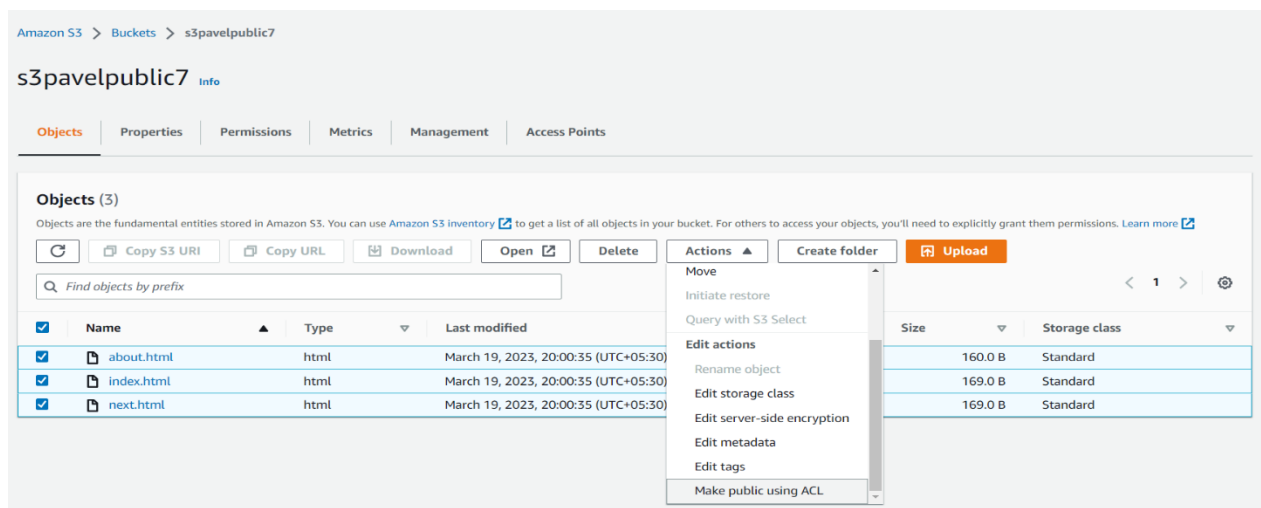 Amazon S3 > Buckets > s3pavelpublic7
s3pavelpublic7 Info
Objects Properties Permissions Metrics Management Access Points
Objects (3)
Objects are the fundamental entities stored in Amazon S3. You can use Amazon S3 inventory to get a list of all objects in your bucket. For others to access your objects, you'll need to explicitly grant them permissions. Learn more
Copy S3 URI Copy URL Download Open Delete Actions Create folder Upload
Find objects by prefix
< 1 >
Name Type Last modified Size Storage class
about.html html March 19, 2023, 20:00:35 (UTC+05:30) 160.0 B Standard
index.html html March 19, 2023, 20:00:35 (UTC+05:30) 169.0 B Standard
next.html html March 19, 2023, 20:00:35 (UTC+05:30) 169.0 B Standard
Move
Initiate restore
Query with S3 Select
Edit actions
Rename object
Edit storage class
Edit server-side encryption
Edit metadata
Edit tags
Make public using ACL